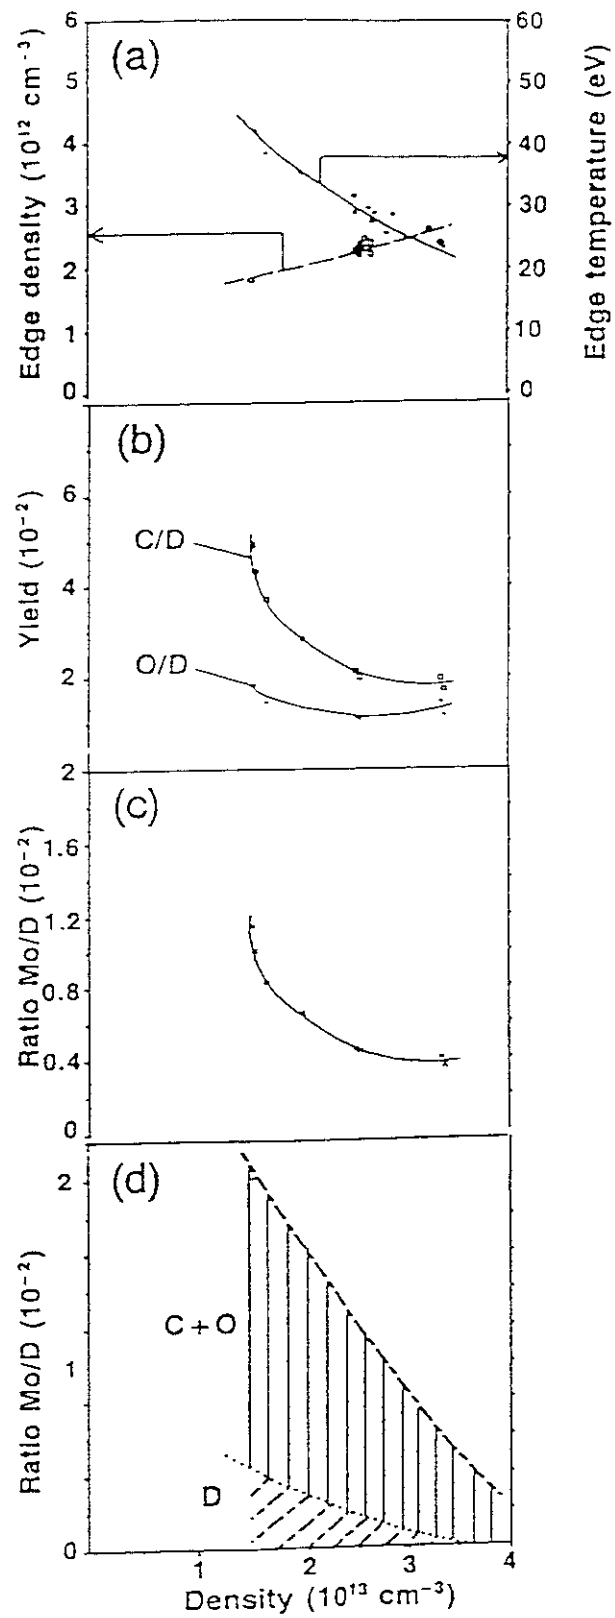 (a)
Edge density (10¹² cm⁻³)
6
5
4
3
2
1
0
60
50
40
30
20
10
0
Edge temperature (eV)
(b)
Yield (10⁻²)
6
4
2
C/D
O/D
(c)
Ratio Mo/D (10⁻²)
2
1.6
1.2
0.8
0.4
0
(d)
Ratio Mo/D (10⁻²)
2
1
0
C+O
D
1
2
3
4
Density (10¹³ cm⁻³)